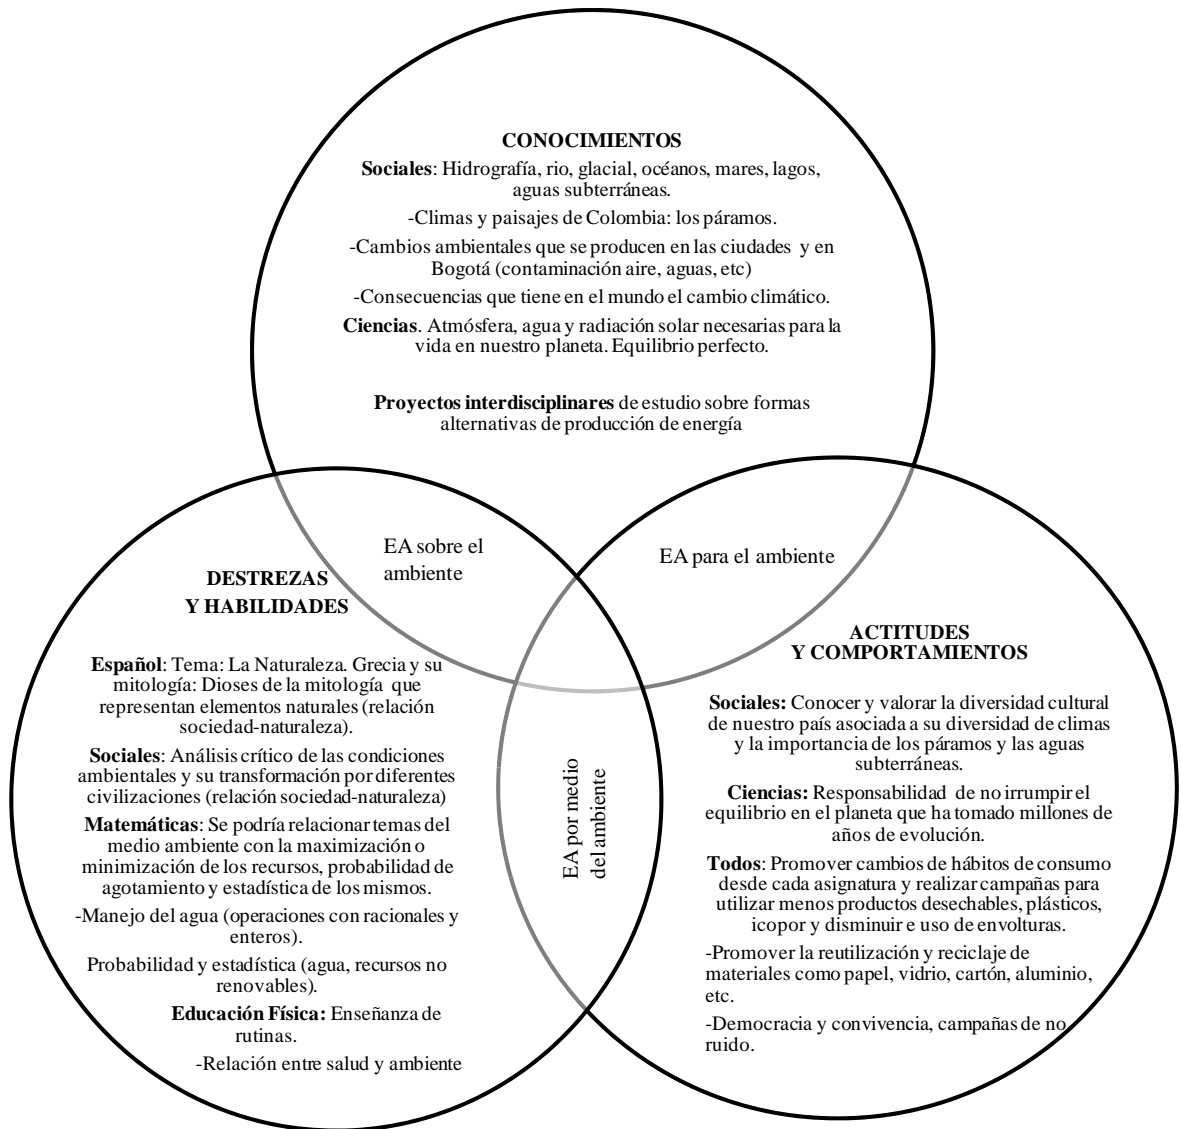 CONOCIMIENTOS
Sociales: Hidrografía, rio, glacial, océanos, mares, lagos,
aguas subterráneas.
-Climas y paisajes de Colombia: los páramos.
-Cambios ambientales que se producen en las ciudades y en
Bogotá (contaminación aire, aguas, etc)
-Consecuencias que tiene en el mundo el cambio climático.
Ciencias. Atmósfera, agua y radiación solar necesarias para la
vida en nuestro planeta. Equilibrio perfecto.
Proyectos interdisciplinares de estudio sobre formas
alternativas de producción de energía
EA sobre el
ambiente
EA para el ambiente
DESTREZAS
Y HABILIDADES
Español: Tema: La Naturaleza. Grecia y su
mitología: Dioses de la mitología que
representan elementos naturales (relación
sociedad-naturaleza).
Sociales: Análisis crítico de las condiciones
ambientales y su transformación por diferentes
civilizaciones (relación sociedad-naturaleza)
Matemáticas: Se podría relacionar temas del
medio ambiente con la maximización o
minimización de los recursos, probabilidad de
agotamiento y estadística de los mismos.
-Manejo del agua (operaciones con racionales y
enteros).
Probabilidad y estadística (agua, recursos no
renovables).
Educación Física: Enseñanza de
rutinas.
-Relación entre salud y ambiente
EA por medio
del ambiente
ACTITUDES
Y COMPORTAMIENTOS
Sociales: Conocer y valorar la diversidad cultural
de nuestro país asociada a su diversidad de climas
y la importancia de los páramos y las aguas
subterráneas.
Ciencias: Responsabilidad de no irrumpir el
equilibrio en el planeta que ha tomado millones de
años de evolución.
Todos: Promover cambios de hábitos de consumo
desde cada asignatura y realizar campañas para
utilizar menos productos desechables, plásticos,
icopor y disminuir e uso de envolturas.
-Promover la reutilización y reciclaje de
materiales como papel, vidrio, cartón, aluminio,
etc.
-Democracia y convivencia, campañas de no
ruido.